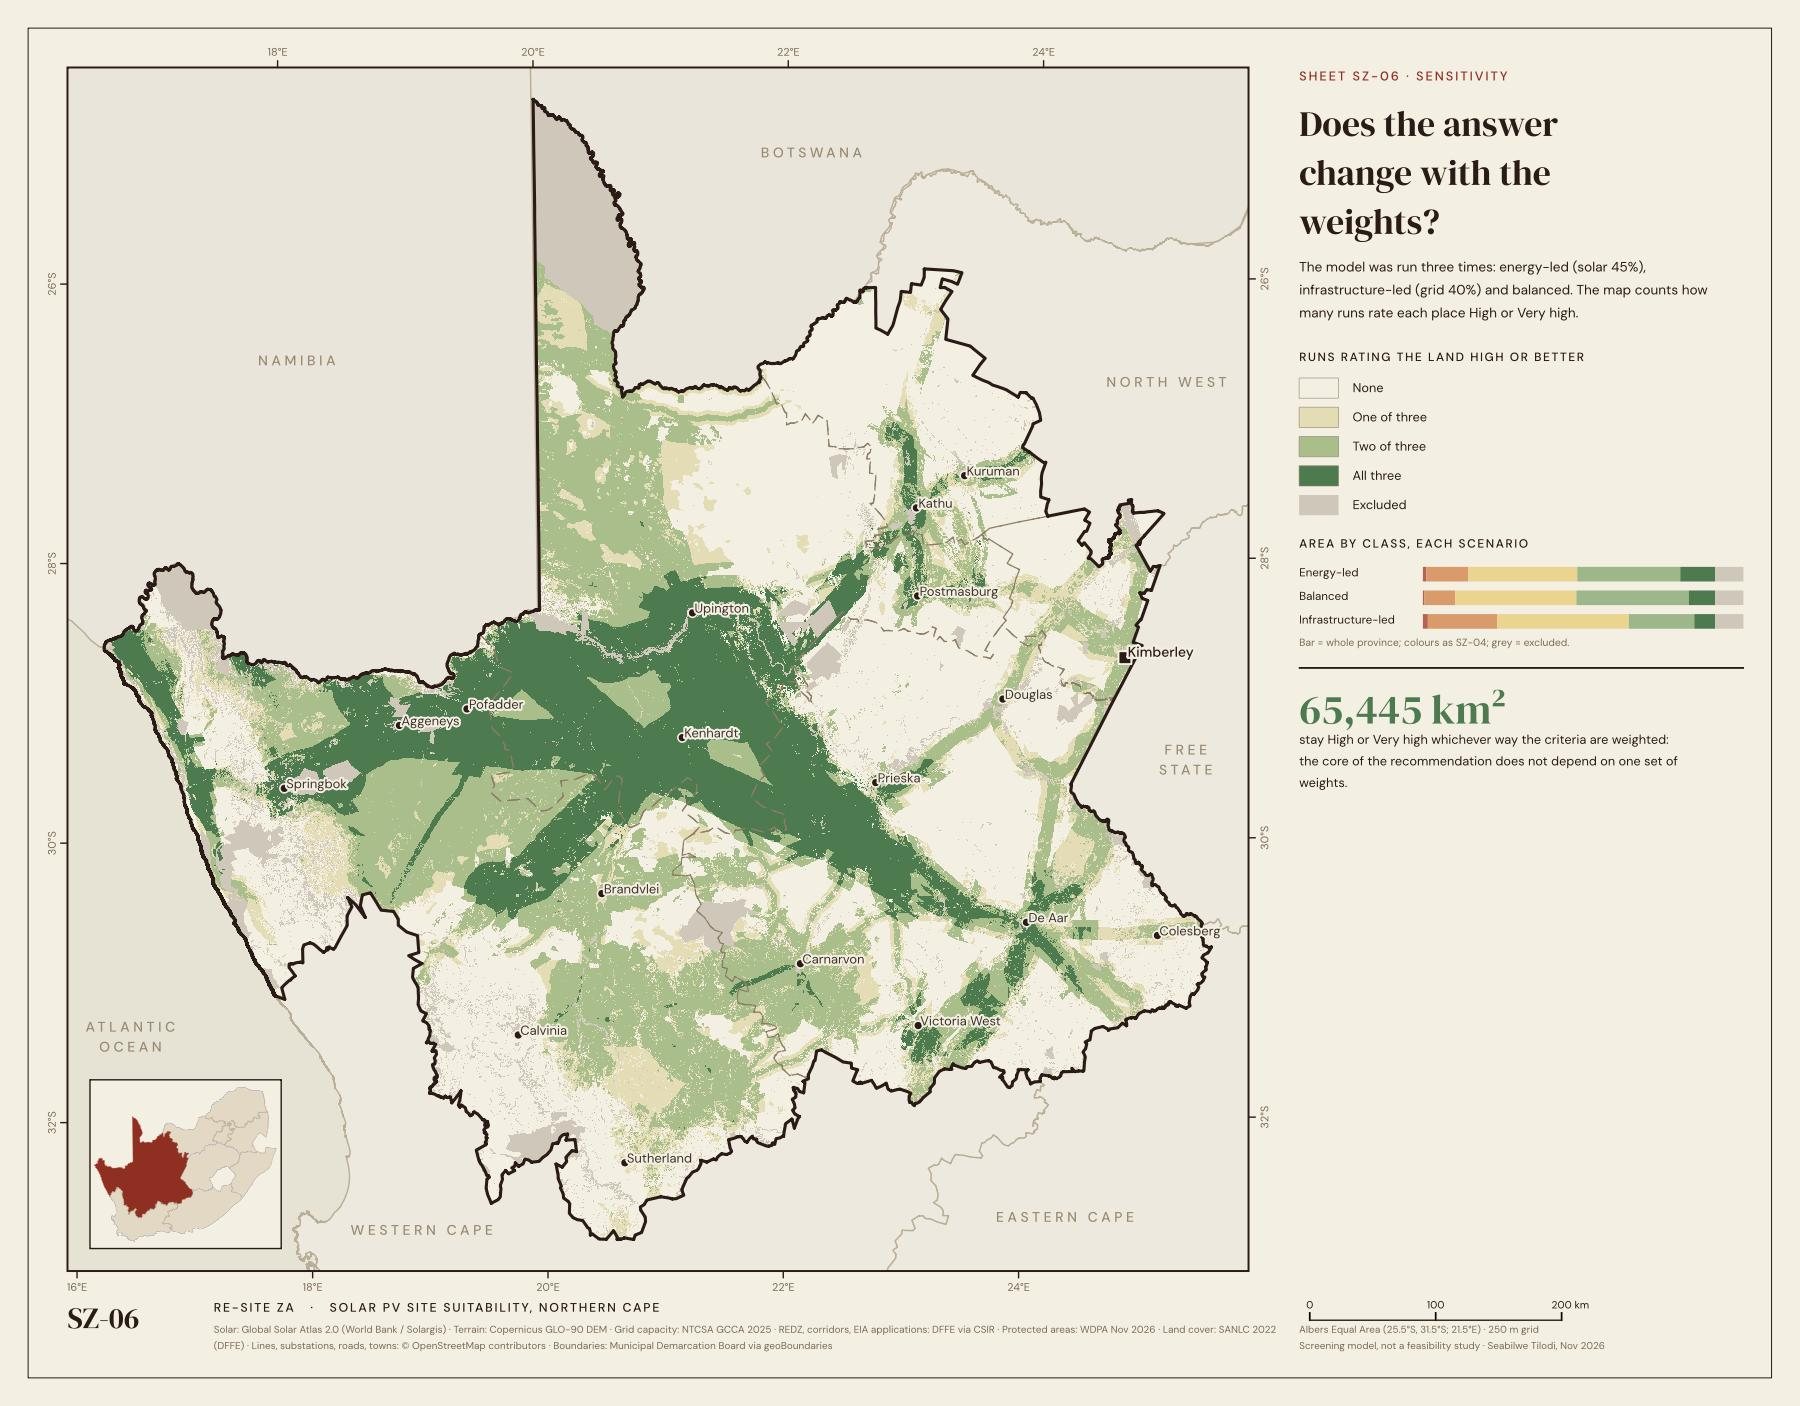 18°E 20°E 22°E 24°E
SHEET SZ-06 · SENSITIVITY
Does the answer
change with the
weights?
The model was run three times: energy-led (solar 45%),
infrastructure-led (grid 40%) and balanced. The map counts how
many runs rate each place High or Very high.
RUNS RATING THE LAND HIGH OR BETTER
None
One of three
Two of three
All three
Excluded
AREA BY CLASS, EACH SCENARIO
Energy-led
Balanced
Infrastructure-led
Bar = whole province; colours as SZ-04; grey = excluded.
65,445 km²
stay High or Very high whichever way the criteria are weighted:
the core of the recommendation does not depend on one set of
weights.
BOTSWANA
26°S
26°S
NAMIBIA
NORTH WEST
Kuruman
Kathu
28°S
28°S
Postmasburg
Upington
Kimberley
Douglas
Pofadder
Aggeneys
Kenhardt
FREE
STATE
Prieska
Springbok
30°S
30°S
Brandvlei
De Aar
Colesberg
Carnarvon
Victoria West
ATLANTIC
OCEAN
Calvinia
32°S
32°S
Sutherland
WESTERN CAPE
EASTERN CAPE
16°E 18°E 20°E 22°E 24°E
SZ-06
RE-SITE ZA · SOLAR PV SITE SUITABILITY, NORTHERN CAPE
Solar: Global Solar Atlas 2.0 (World Bank / Solargis) · Terrain: Copernicus GLO-90 DEM · Grid capacity: NTCSA GCCA 2025 · REDZ, corridors, EIA applications: DFFE via CSIR · Protected areas: WDPA Nov 2026 · Land cover: SANLC 2022
(DFFE) · Lines, substations, roads, towns: © OpenStreetMap contributors · Boundaries: Municipal Demarcation Board via geoBoundaries
0 100 200 km
Albers Equal Area (25.5°S, 31.5°S; 21.5°E) · 250 m grid
Screening model, not a feasibility study · Seabilwe Tilodi, Nov 2026